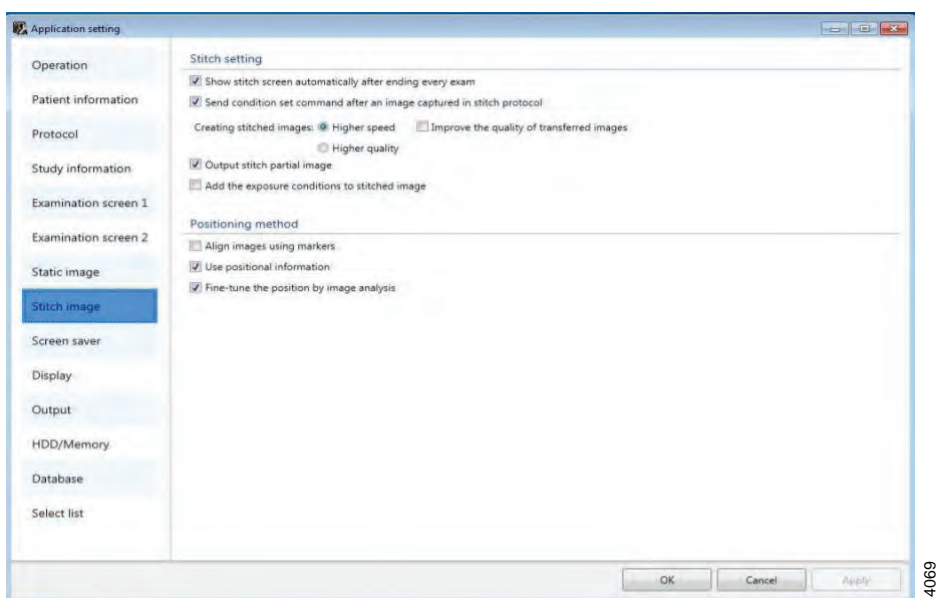 Application setting
Operation
Patient information
Protocol
Study information
Examination screen 1
Examination screen 2
Static image
Stitch image
Screen saver
Display
Output
HDD/Memory
Database
Select list
Stitch setting
Show stitch screen automatically after ending every exam
Send condition set command after an image captured in stitch protocol
Creating stitched images: Higher speed Improve the quality of transferred images
Higher quality
Output stitch partial image
Add the exposure conditions to stitched image
Positioning method
Align images using markers
Use positional information
Fine-tune the position by image analysis
OK Cancel Apply
4069